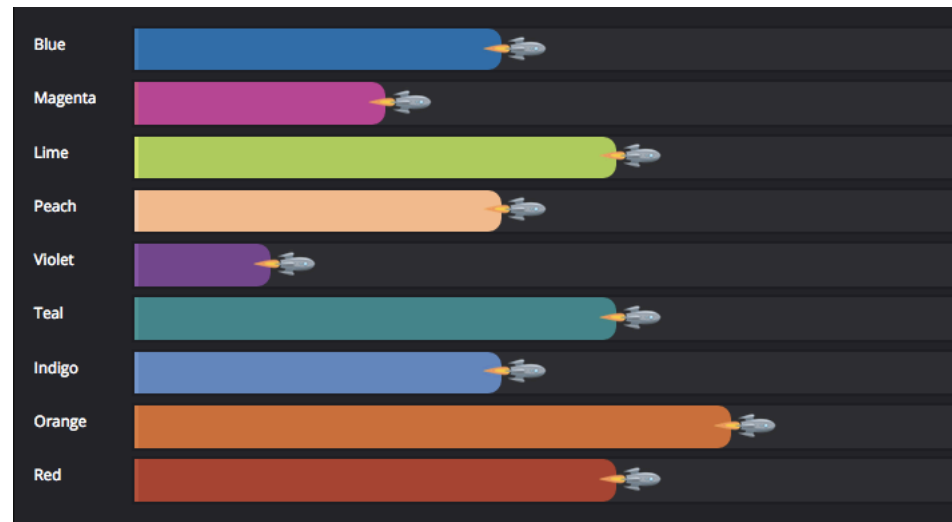 Blue
Magenta
Lime
Peach
Violet
Teal
Indigo
Orange
Red